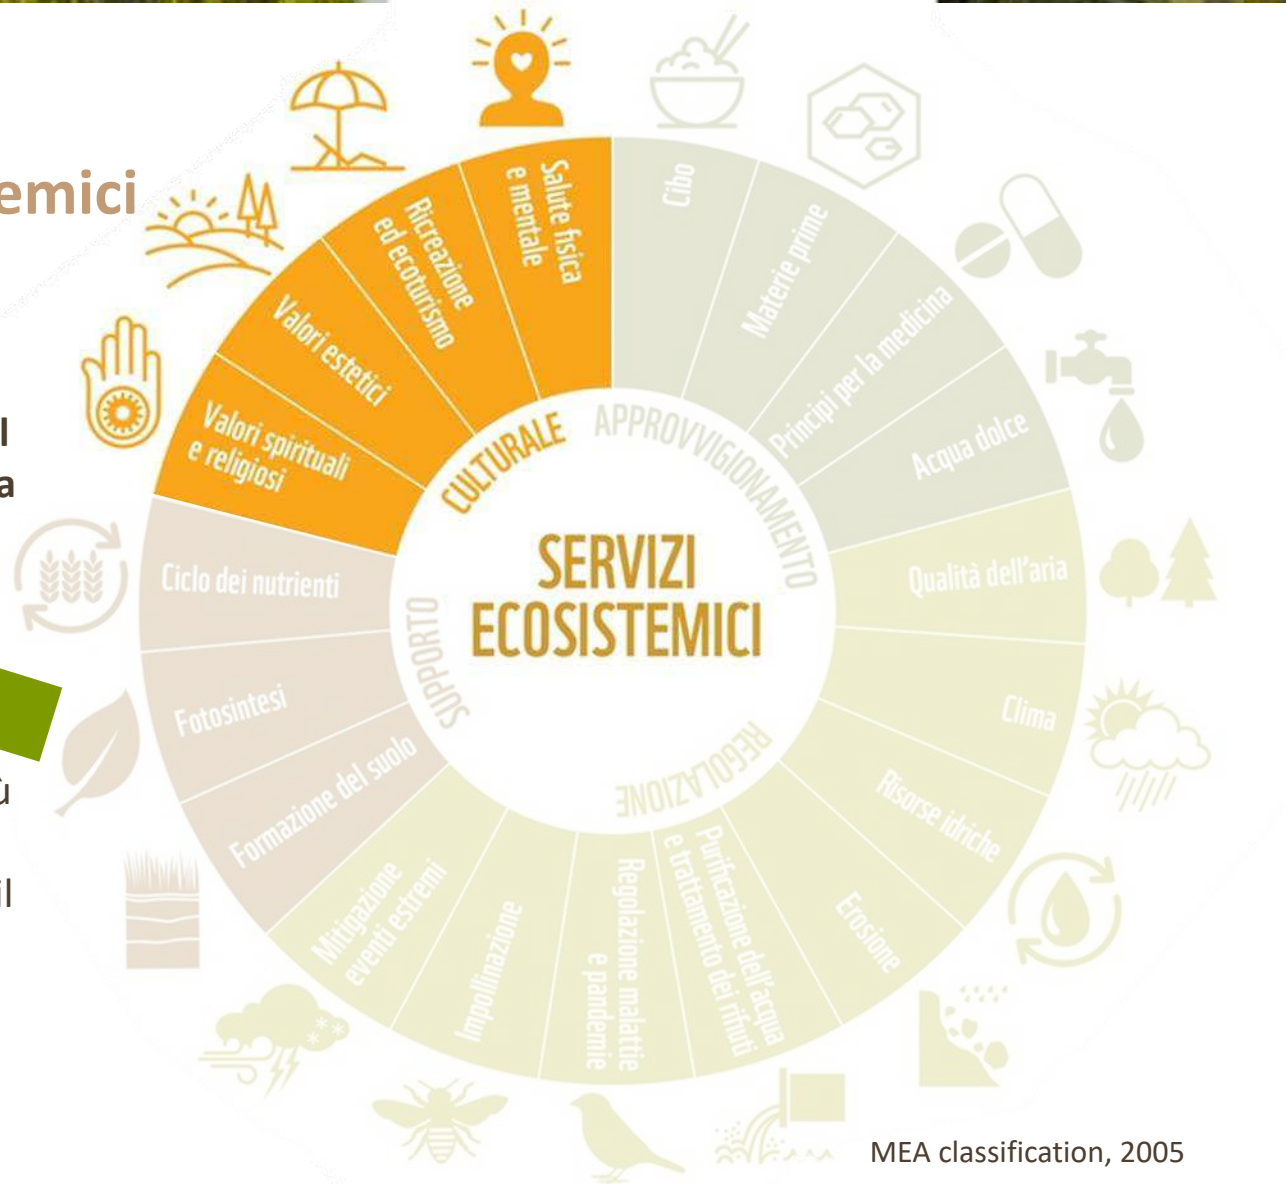 emici
l
a
ù
il
Salute fisica
e mentale
Ricreazione
ed ecoturismo
Valori estetici
Valori spirituali
e religiosi
Cibo
Materie prime
Principi per la medicina
Acqua dolce
Qualità dell'aria
Clima
Risorse idriche
Erosione
Purificazione dell'acqua
e trattamento dei rifiuti
Regolazione malattie
e pandemie
Impollinazione
Mitigazione
eventi estremi
Formazione del suolo
Fotosintesi
Ciclo dei nutrienti
CULTURALE
APPROVVIGIONAMENTO
REGOLAZIONE
SUPPORTO
SERVIZI
ECOSISTEMICI
MEA classification, 2005